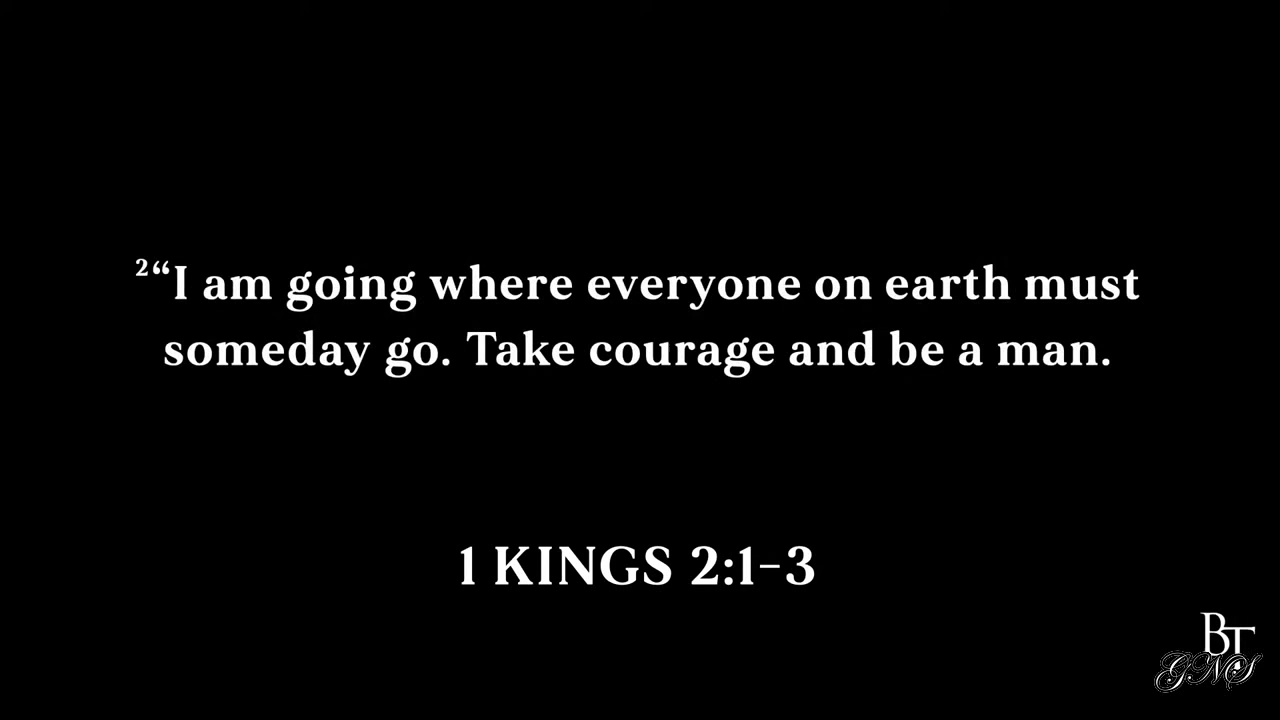 ²“I am going where everyone on earth must
someday go. Take courage and be a man.
1 KINGS 2:1–3
BT
GNS